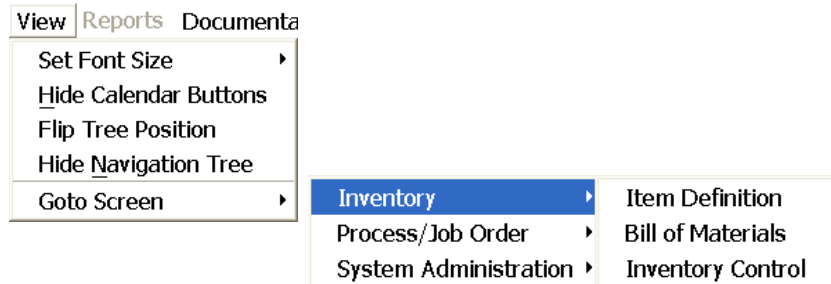 View Reports Documenta
Set Font Size
Hide Calendar Buttons
Flip Tree Position
Hide Navigation Tree
Goto Screen
Inventory
Process/Job Order
System Administration
Item Definition
Bill of Materials
Inventory Control